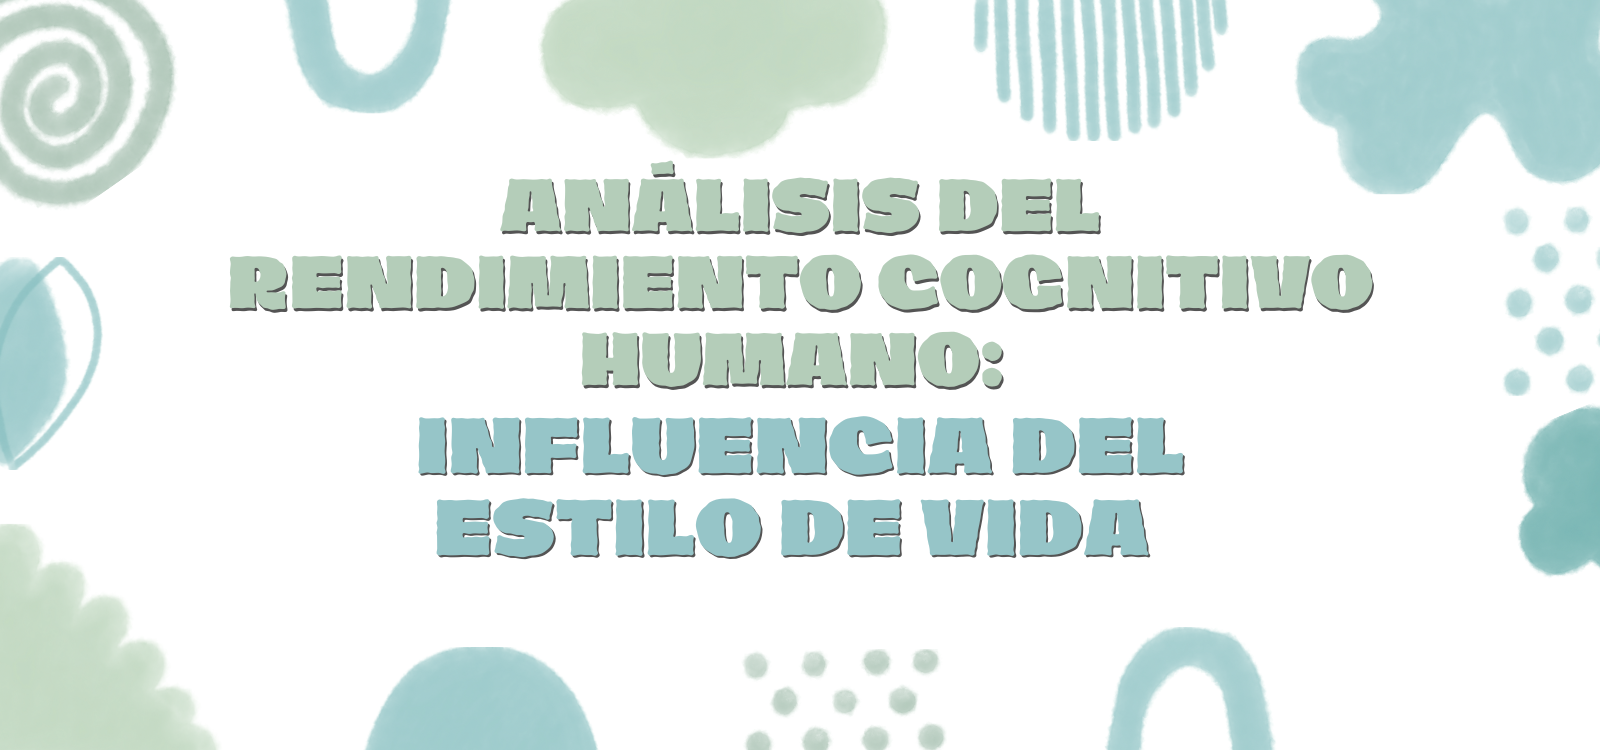 ANÁLISIS DEL
RENDIMIENTO COGNITIVO
HUMANO:
INFLUENCIA DEL
ESTILO DE VIDA